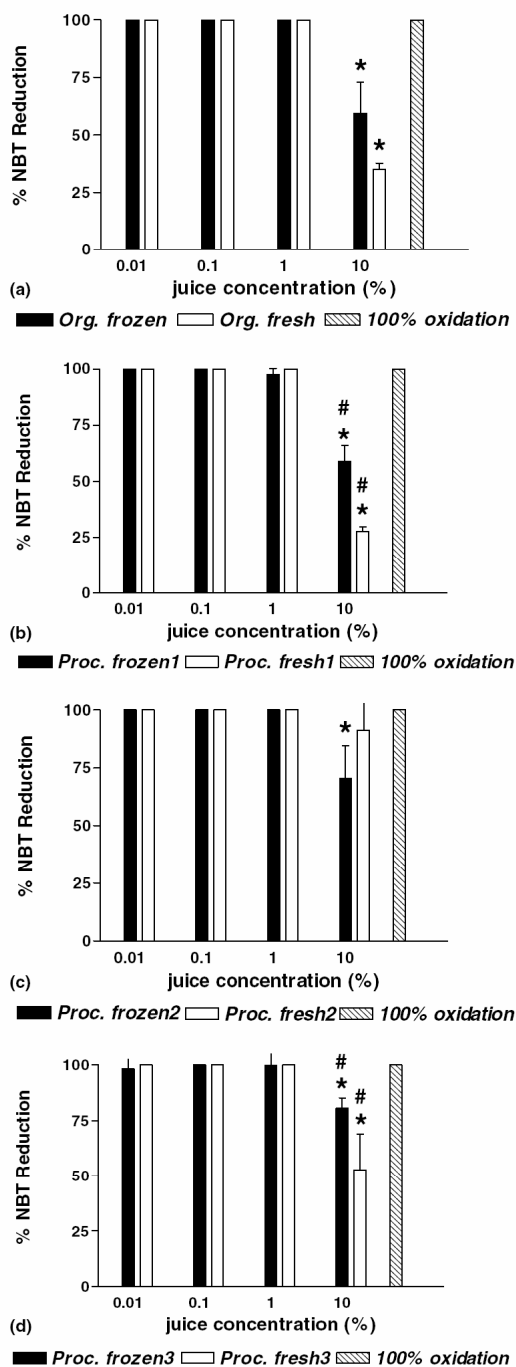 100
75
50
25
0
% NBT Reduction
* *
0.01 0.1 1 10
(a) juice concentration (%)
Org. frozen Org. fresh 100% oxidation
100
75
50
25
0
% NBT Reduction
# #
* *
0.01 0.1 1 10
(b) juice concentration (%)
Proc. frozen1 Proc. fresh1 100% oxidation
100
75
50
25
0
% NBT Reduction
*
0.01 0.1 1 10
(c) juice concentration (%)
Proc. frozen2 Proc. fresh2 100% oxidation
100
75
50
25
0
% NBT Reduction
# #
* *
0.01 0.1 1 10
(d) juice concentration (%)
Proc. frozen3 Proc. fresh3 100% oxidation